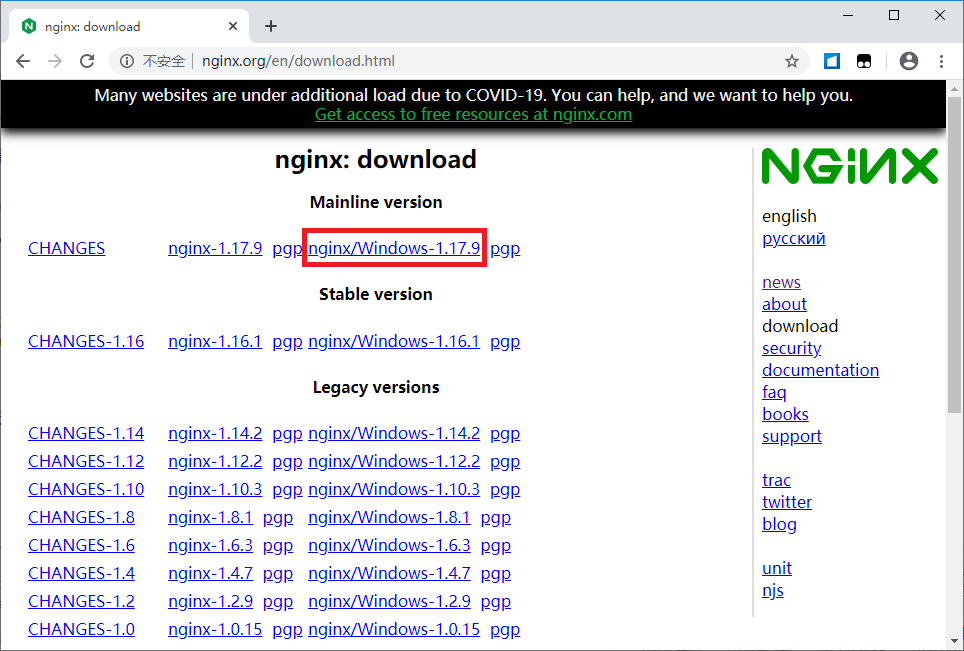 nginx: download
不安全 nginx.org/en/download.html
Many websites are under additional load due to COVID-19. You can help, and we want to help you.
Get access to free resources at nginx.com
nginx: download
Mainline version
CHANGES nginx-1.17.9 pgp nginx/Windows-1.17.9 pgp
Stable version
CHANGES-1.16 nginx-1.16.1 pgp nginx/Windows-1.16.1 pgp
Legacy versions
CHANGES-1.14 nginx-1.14.2 pgp nginx/Windows-1.14.2 pgp
CHANGES-1.12 nginx-1.12.2 pgp nginx/Windows-1.12.2 pgp
CHANGES-1.10 nginx-1.10.3 pgp nginx/Windows-1.10.3 pgp
CHANGES-1.8 nginx-1.8.1 pgp nginx/Windows-1.8.1 pgp
CHANGES-1.6 nginx-1.6.3 pgp nginx/Windows-1.6.3 pgp
CHANGES-1.4 nginx-1.4.7 pgp nginx/Windows-1.4.7 pgp
CHANGES-1.2 nginx-1.2.9 pgp nginx/Windows-1.2.9 pgp
CHANGES-1.0 nginx-1.0.15 pgp nginx/Windows-1.0.15 pgp
NGINX
english
русский
news
about
download
security
documentation
faq
books
support
trac
twitter
blog
unit
njs